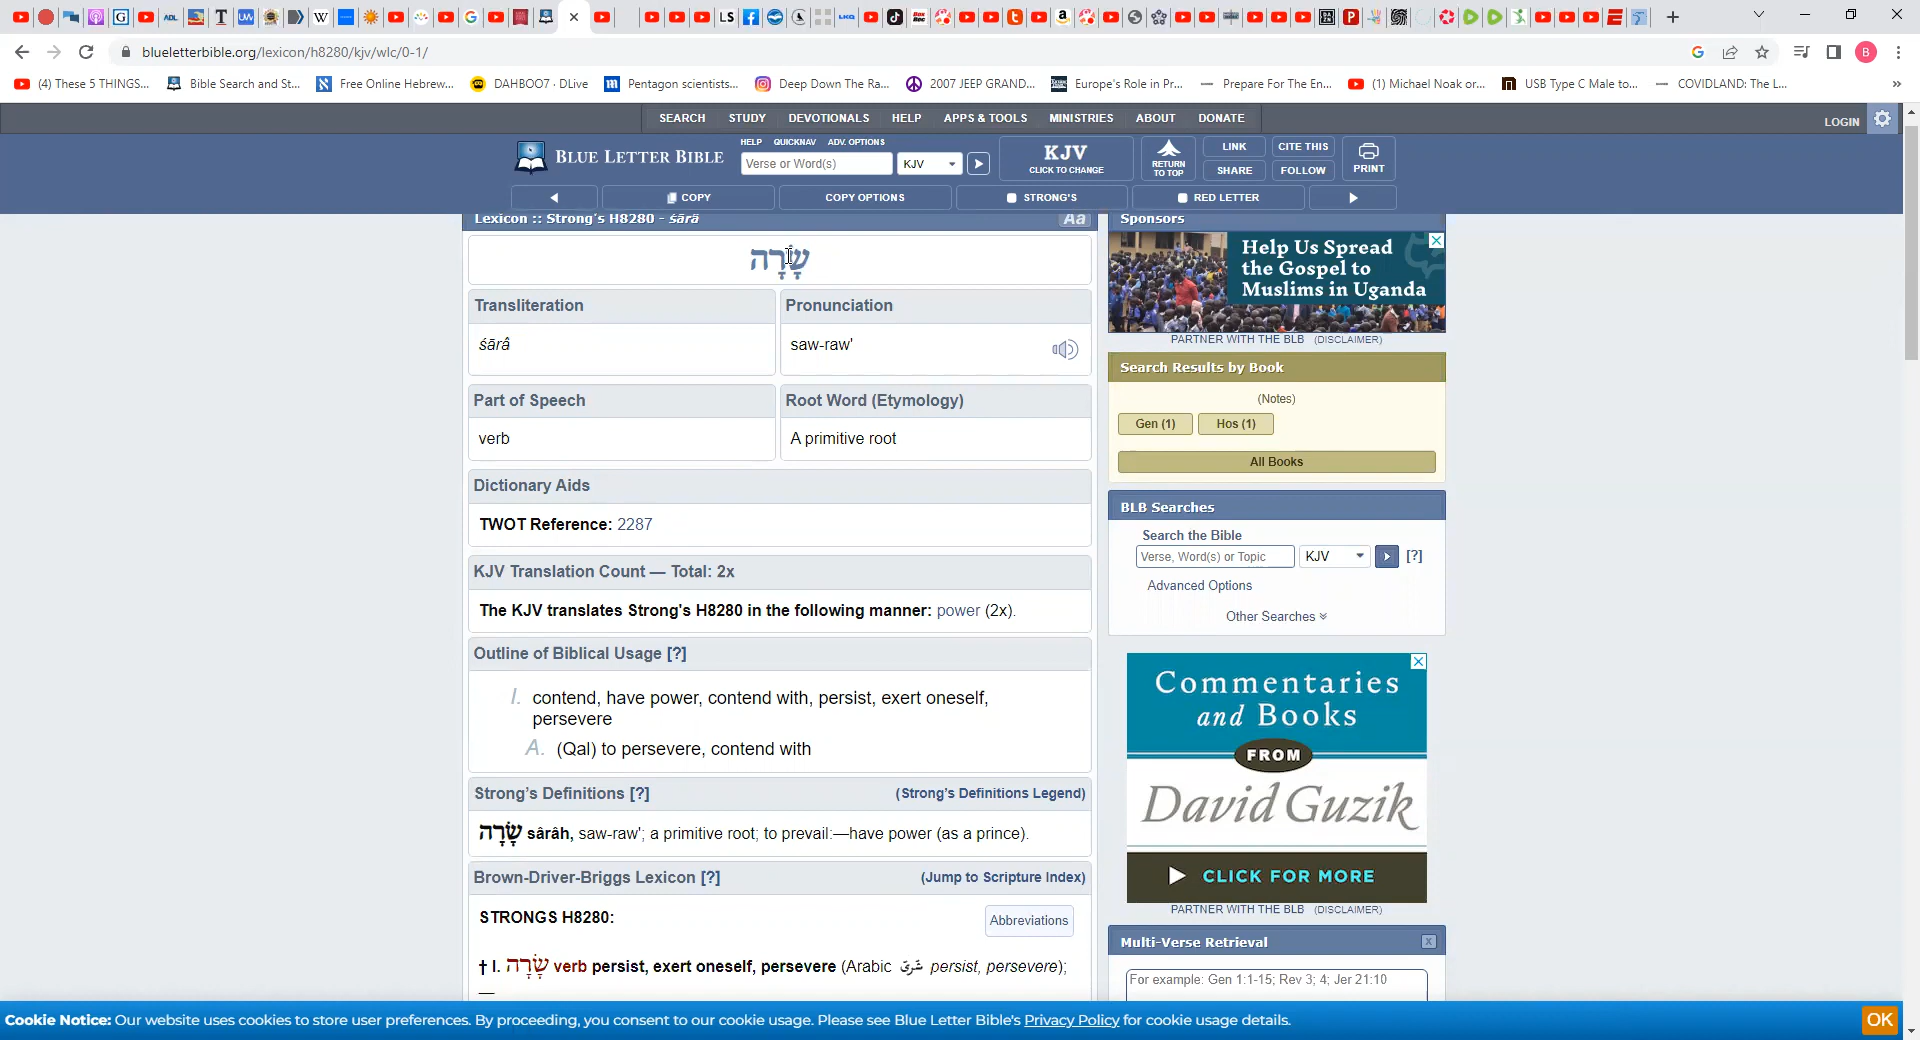 blueletterbible.org/lexicon/h8280/kjv/wlc/0-1/
(4) These 5 THINGS... Bible Search and St... Free Online Hebrew... DAHBOO7 · DLive Pentagon scientists... Deep Down The Ra... 2007 JEEP GRAND... Europe's Role in Pr... Prepare For The En... (1) Michael Noak or... USB Type C Male to... COVIDLAND: The L...
SEARCH STUDY DEVOTIONALS HELP APPS & TOOLS MINISTRIES ABOUT DONATE
LOGIN
HELP QUICKNAV ADV. OPTIONS
BLUE LETTER BIBLE
Verse or Word(s) KJV
KJV
CLICK TO CHANGE
RETURN TO TOP
LINK CITE THIS
SHARE FOLLOW
PRINT
COPY COPY OPTIONS STRONG'S RED LETTER
Lexicon :: Strong's H8280 - śārâ Aa
שָׂרָה
Transliteration Pronunciation
śārâ saw-raw'
Part of Speech Root Word (Etymology)
verb A primitive root
Dictionary Aids
TWOT Reference: 2287
KJV Translation Count — Total: 2x
The KJV translates Strong's H8280 in the following manner: power (2x).
Outline of Biblical Usage [?]
I. contend, have power, contend with, persist, exert oneself,
persevere
A. (Qal) to persevere, contend with
Strong's Definitions [?] (Strong's Definitions Legend)
שָׂרָה sârâh, saw-raw'; a primitive root; to prevail:—have power (as a prince).
Brown-Driver-Briggs Lexicon [?] (Jump to Scripture Index)
STRONGS H8280:
Abbreviations
† I. שָׂרָה verb persist, exert oneself, persevere (Arabic شَرِىَ persist, persevere);
Sponsors
Help Us Spread
the Gospel to
Muslims in Uganda
PARTNER WITH THE BLB (DISCLAIMER)
Search Results by Book
(Notes)
Gen (1) Hos (1)
All Books
BLB Searches
Search the Bible
Verse, Word(s) or Topic KJV [?]
Advanced Options
Other Searches
Commentaries
and Books
FROM
David Guzik
CLICK FOR MORE
PARTNER WITH THE BLB (DISCLAIMER)
Multi-Verse Retrieval x
For example: Gen 1:1-15; Rev 3; 4; Jer 21:10
Cookie Notice: Our website uses cookies to store user preferences. By proceeding, you consent to our cookie usage. Please see Blue Letter Bible's Privacy Policy for cookie usage details. OK